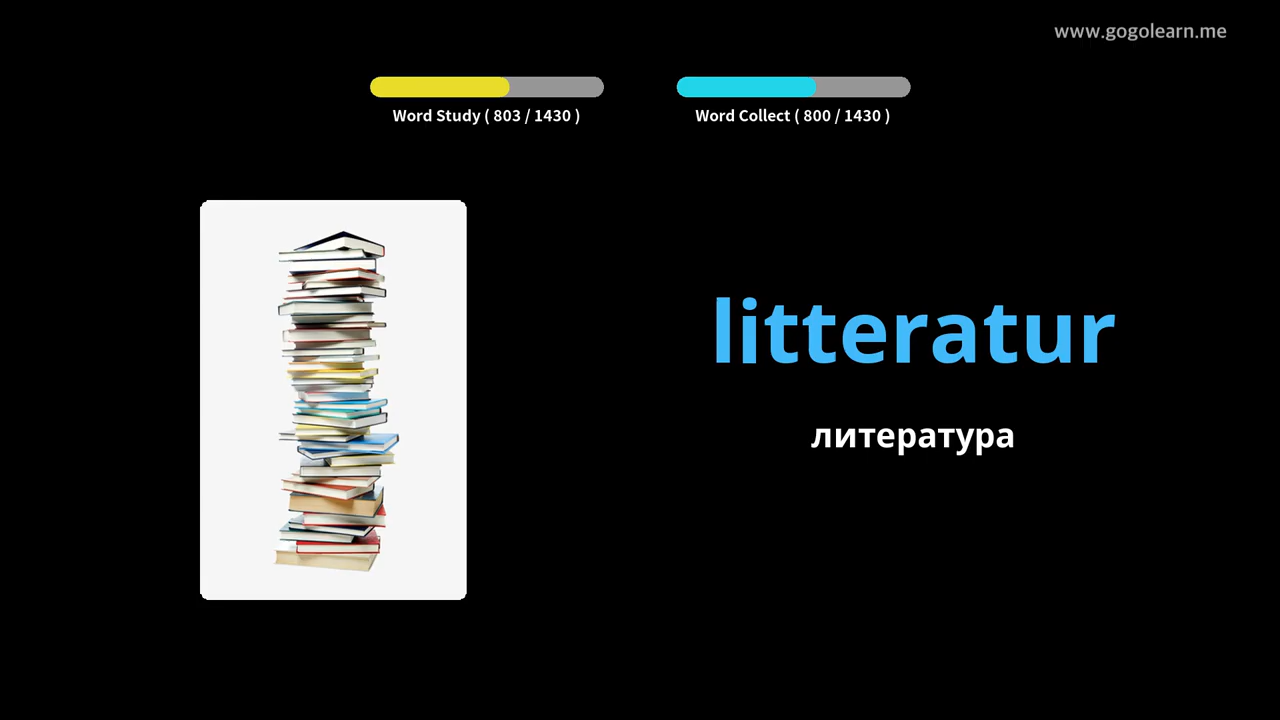 www.gogolearn.me
Word Study ( 803 / 1430 )
Word Collect ( 800 / 1430 )
litteratur
литература